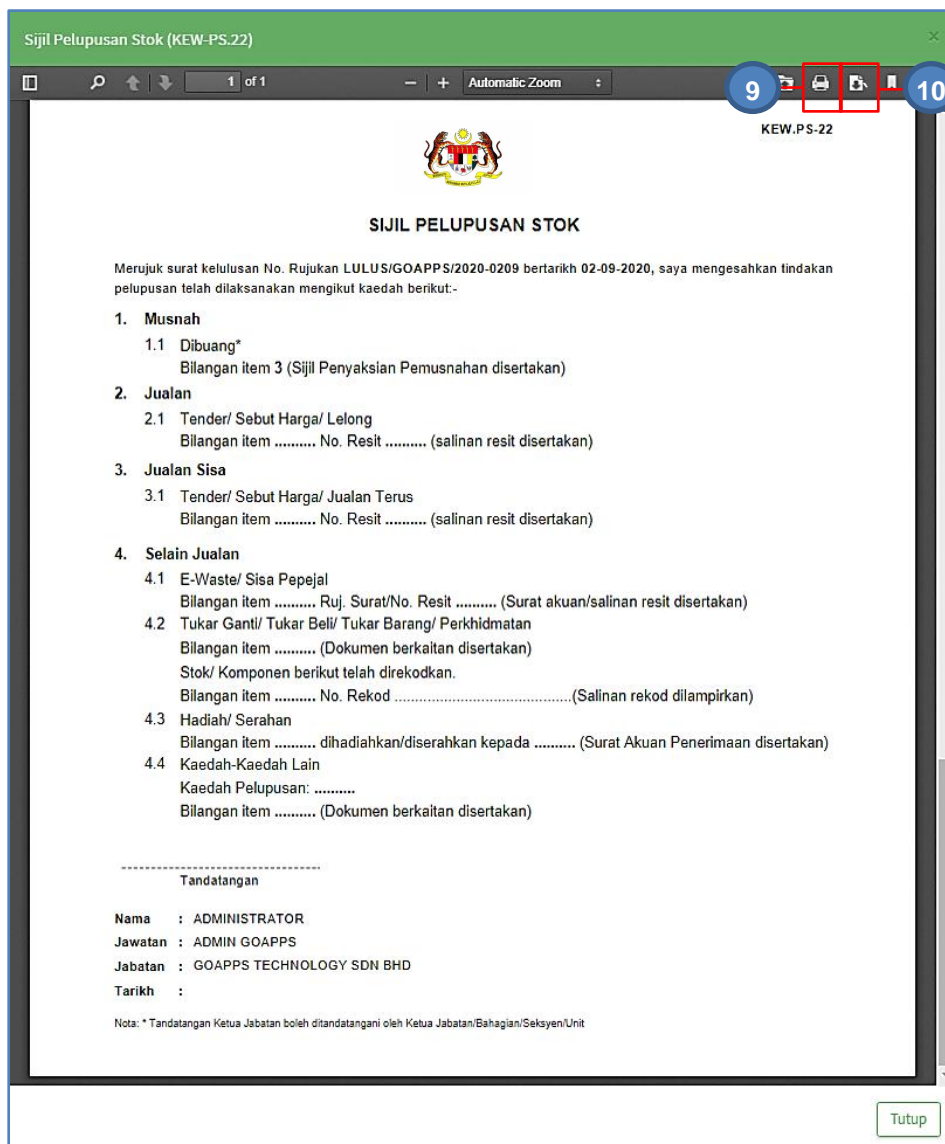 Sijil Pelupusan Stok (KEW-PS.22)
×
1 of 1
Automatic Zoom
9
10
KEW.PS-22
SIJIL PELUPUSAN STOK
Merujuk surat kelulusan No. Rujukan LULUS/GOAPPS/2020-0209 bertarikh 02-09-2020, saya mengesahkan tindakan
pelupusan telah dilaksanakan mengikut kaedah berikut:-
1. Musnah
1.1 Dibuang*
Bilangan item 3 (Sijil Penyaksian Pemusnahan disertakan)
2. Jualan
2.1 Tender/ Sebut Harga/ Lelong
Bilangan item .......... No. Resit .......... (salinan resit disertakan)
3. Jualan Sisa
3.1 Tender/ Sebut Harga/ Jualan Terus
Bilangan item .......... No. Resit .......... (salinan resit disertakan)
4. Selain Jualan
4.1 E-Waste/ Sisa Pepejal
Bilangan item .......... Ruj. Surat/No. Resit .......... (Surat akuan/salinan resit disertakan)
4.2 Tukar Ganti/ Tukar Beli/ Tukar Barang/ Perkhidmatan
Bilangan item .......... (Dokumen berkaitan disertakan)
Stok/ Komponen berikut telah direkodkan.
Bilangan item .......... No. Rekod ...........................................(Salinan rekod dilampirkan)
4.3 Hadiah/ Serahan
Bilangan item .......... dihadiahkan/diserahkan kepada .......... (Surat Akuan Penerimaan disertakan)
4.4 Kaedah-Kaedah Lain
Kaedah Pelupusan: ..........
Bilangan item .......... (Dokumen berkaitan disertakan)
----------------------------------
Tandatangan
Nama : ADMINISTRATOR
Jawatan : ADMIN GOAPPS
Jabatan : GOAPPS TECHNOLOGY SDN BHD
Tarikh :
Nota: * Tandatangan Ketua Jabatan boleh ditandatangani oleh Ketua Jabatan/Bahagian/Seksyen/Unit
Tutup